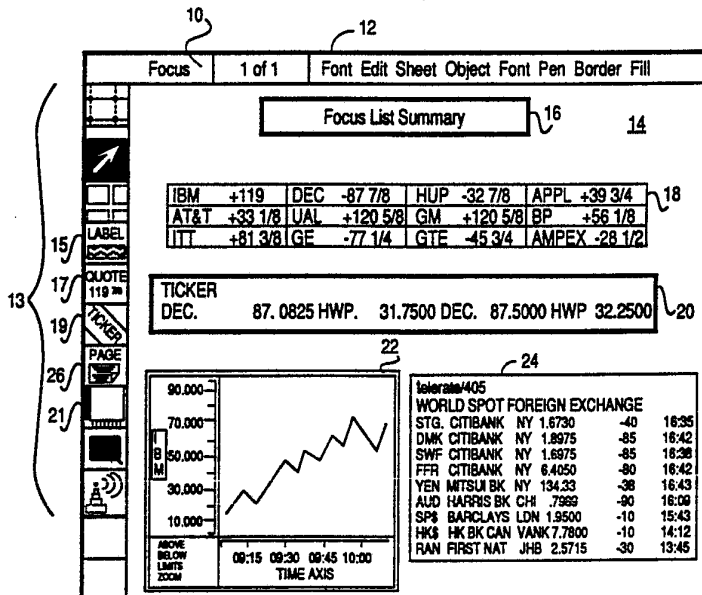 10
12
Focus 1 of 1 Font Edit Sheet Object Font Pen Border Fill
Focus List Summary
16
14
IBM +119 DEC -87 7/8 HUP -32 7/8 APPL +39 3/4
18
AT&T +33 1/8 UAL +120 5/8 GM +120 5/8 BP +56 1/8
ITT +81 3/8 GE -77 1/4 GTE -45 3/4 AMPEX -28 1/2
15
LABEL
17
QUOTE
119 7/8
13
19
TICKER
TICKER
DEC. 87. 0825 HWP. 31.7500 DEC. 87.5000 HWP 32.2500
20
26
PAGE
21
22
90.000
70.000
50.000
30.000
10.000
IBM
ABOVE
BELOW
LIMITS
ZOOM
09:15 09:30 09:45 10:00
TIME AXIS
24
telerate/405
WORLD SPOT FOREIGN EXCHANGE
STG. CITIBANK NY 1.6730 -40 16:35
DMK CITIBANK NY 1.8975 -85 16:42
SWF CITIBANK NY 1.6975 -85 16:38
FFR CITIBANK NY 6.4050 -80 16:42
YEN MITSUI BK NY 134.33 -38 16:43
AUD HARRIS BK CHI .7999 -90 16:09
SP$ BARCLAYS LDN 1.9500 -10 15:43
HK$ HK BK CAN VANK 7.7800 -10 14:12
RAN FIRST NAT JHB 2.5715 -30 13:45